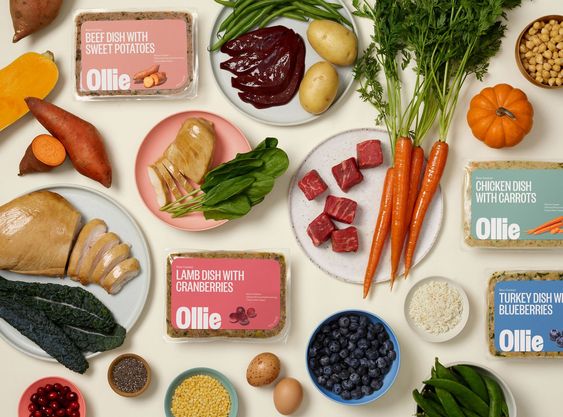 BEEF DISH WITH
SWEET POTATOES
Ollie
CHICKEN DISH
WITH CARROTS
Ollie
LAMB DISH WITH
CRANBERRIES
Ollie
TURKEY DISH WI
BLUEBERRIES
Ollie